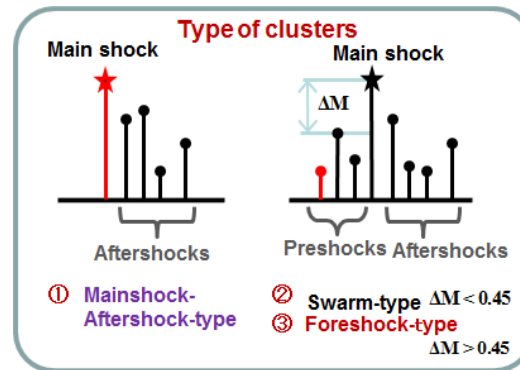 Type of clusters
Main shock
Main shock
ΔM
Aftershocks
Preshocks Aftershocks
① Mainshock-
Aftershock-type
② Swarm-type ΔM < 0.45
③ Foreshock-type
ΔM > 0.45